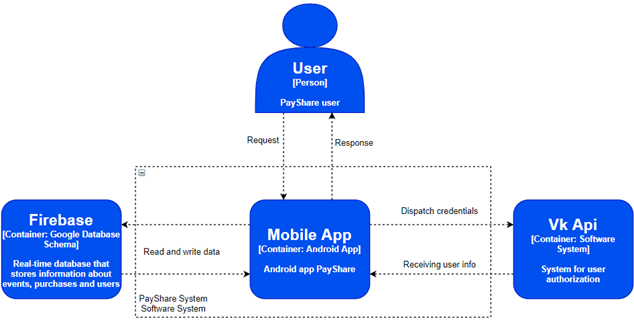 User
[Person]
PayShare user
Request
Response
Firebase
[Container: Google Database
Schema]
Real-time database that
stores information about
events, purchases and users
Read and write data
Mobile App
[Container: Android App]
Android app PayShare
Dispatch credentials
Receiving user info
Vk Api
[Container: Software
System]
System for user
authorization
PayShare System
Software System